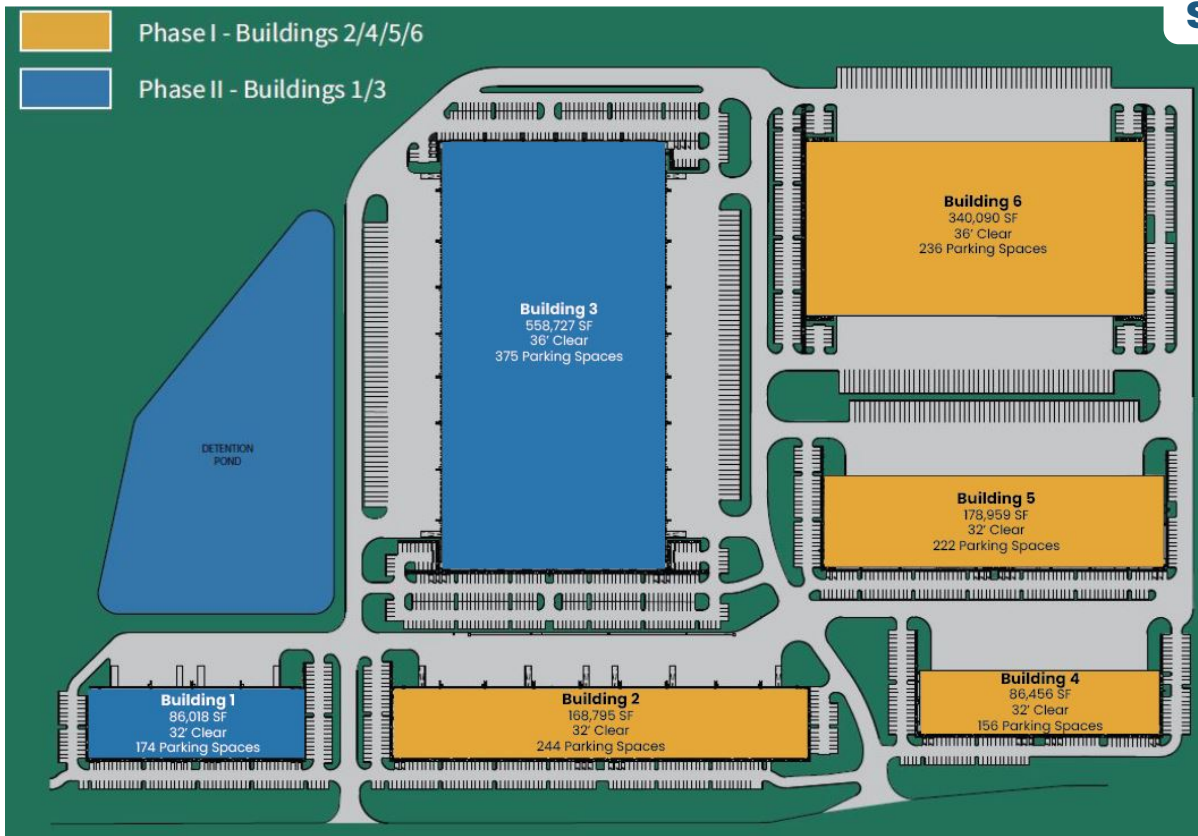 Phase I - Buildings 2/4/5/6
Phase II - Buildings 1/3
Building 6
340,090 SF
36' Clear
236 Parking Spaces
Building 3
558,727 SF
36' Clear
375 Parking Spaces
DETENTION
POND
Building 5
178,959 SF
32' Clear
222 Parking Spaces
Building 4
86,456 SF
32' Clear
156 Parking Spaces
Building 1
86,018 SF
32' Clear
174 Parking Spaces
Building 2
168,795 SF
32' Clear
244 Parking Spaces